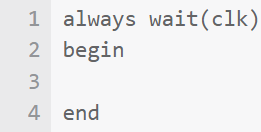 1 always wait(clk)
2 begin
3
4 end